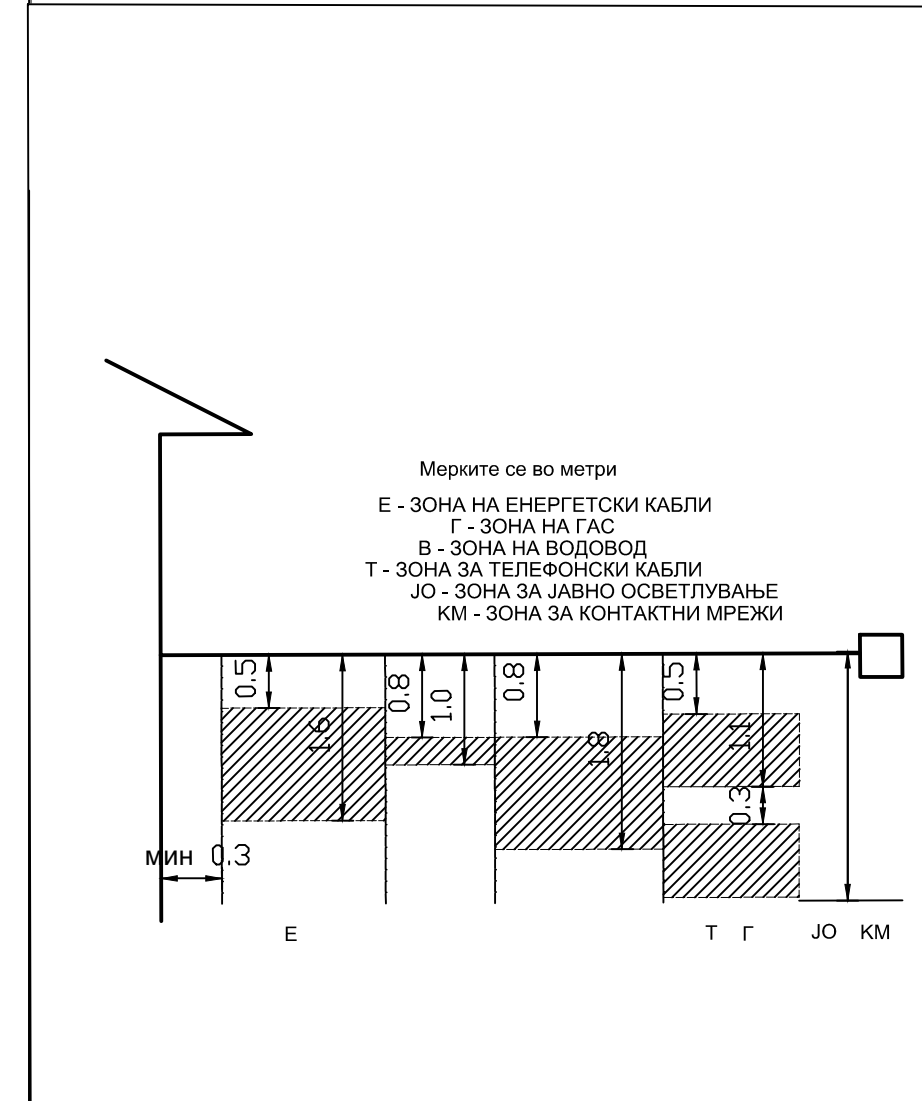 Мерките се во метри
Е - ЗОНА НА ЕНЕРГЕТСКИ КАБЛИ
Г - ЗОНА НА ГАС
В - ЗОНА НА ВОДОВОД
Т - ЗОНА ЗА ТЕЛЕФОНСКИ КАБЛИ
ЈО - ЗОНА ЗА ЈАВНО ОСВЕТЛУВАЊЕ
КМ - ЗОНА ЗА КОНТАКТНИ МРЕЖИ
0.5
1.6
0.8
1.0
0.8
1.8
0.5
1.1
0.3
мин 0.3
Е
Т Г ЈО КМ